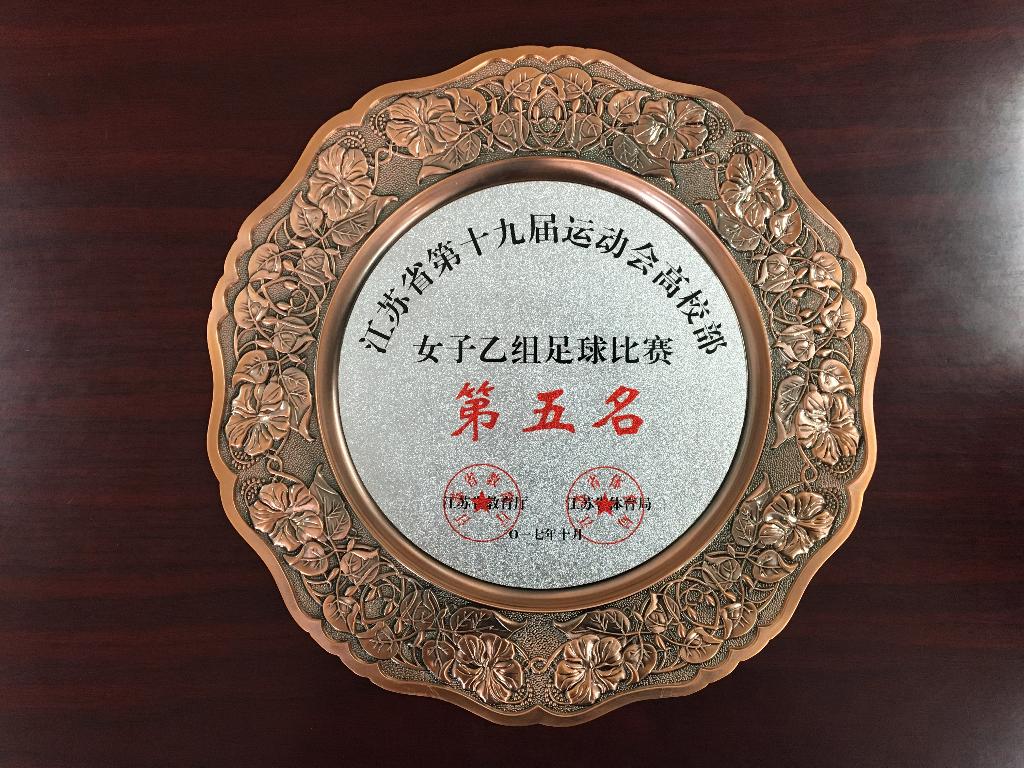 江苏省第十九届运动会高校部
女子乙组足球比赛
第五名
江苏省教育厅 江苏省体育局
〇一七年十月